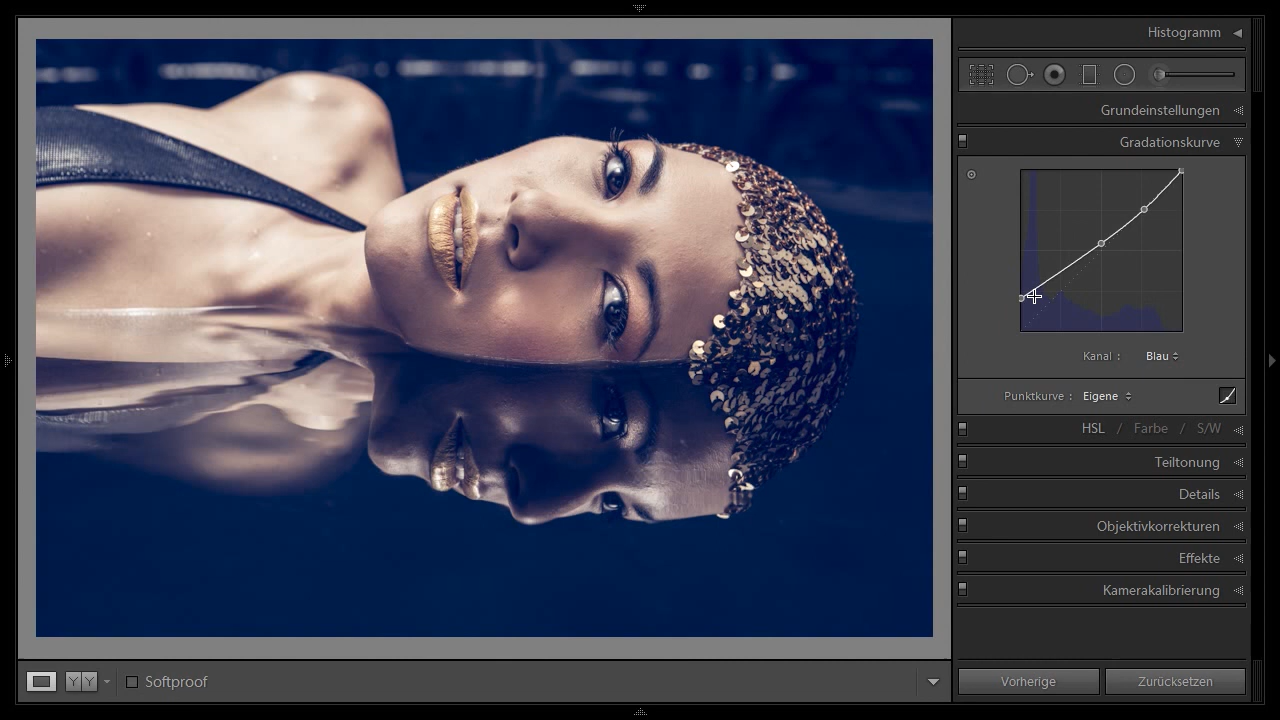 Histogramm
Grundeinstellungen
Gradationskurve
Kanal : Blau
Punktkurve : Eigene
HSL / Farbe / S/W
Teiltonung
Details
Objektivkorrekturen
Effekte
Kamerakalibrierung
Y Y Softproof
Vorherige Zurücksetzen